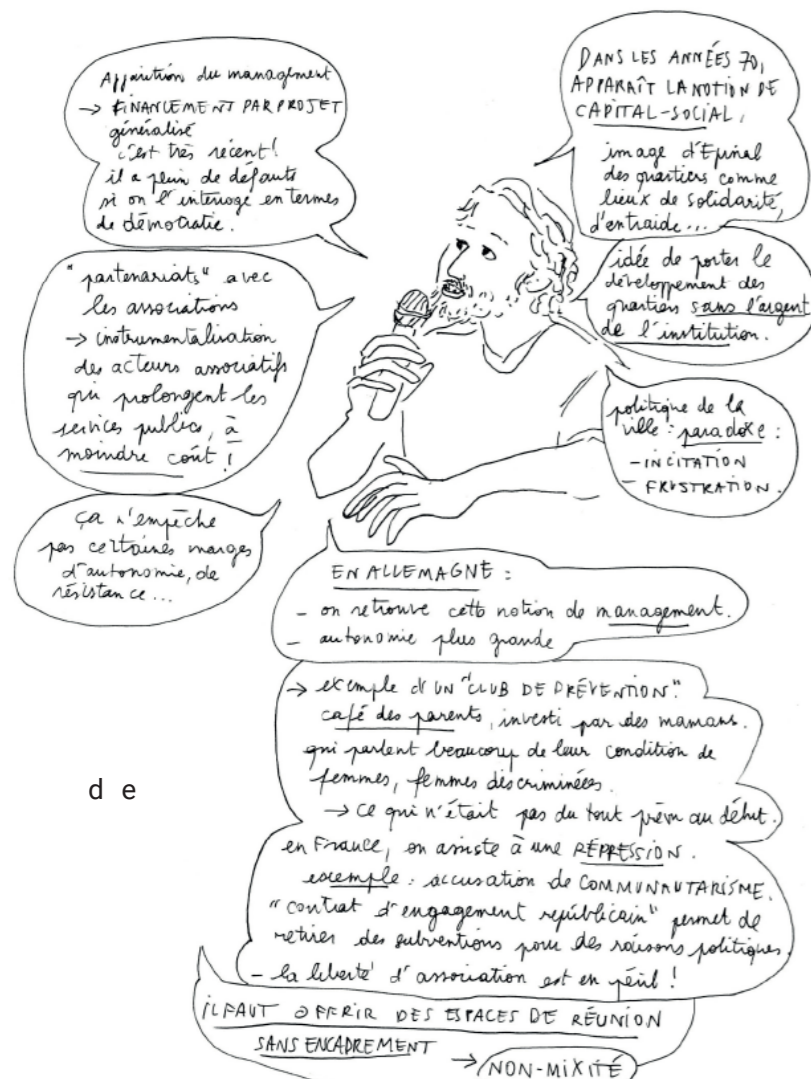 Apparition du management
→ FINANCEMENT PAR PROJET
généralisé
c'est très récent!
il a plein de défauts
si on l'interroge en termes
de démocratie.
"partenariats" avec
les associations
→ instrumentalisation
des acteurs associatifs
qui prolongent les
services publics, à
moindre coût !
ça n'empêche
pas certaines marges
d'autonomie, de
résistance...
DANS LES ANNÉES 70,
APPARAÎT LA NOTION DE
CAPITAL-SOCIAL,
image d'Epinal
des quartiers comme
lieux de solidarité,
d'entraide...
idée de porter le
développement des
quartiers sans l'argent
de l'institution.
politique de la
ville : paradoxe :
- INCITATION
- FRUSTRATION.
EN ALLEMAGNE :
- on retrouve cette notion de management.
- autonomie plus grande
→ exemple d'UN "CLUB DE PRÉVENTION".
café des parents, investi par des mamans.
qui parlent beaucoup de leur condition de
femmes, femmes discriminées.
→ ce qui n'était pas du tout prévu au début.
en France, on assiste à une RÉPRESSION.
exemple : accusation de COMMUNAUTARISME.
"contrat d'engagement républicain" permet de
retirer des subventions pour des raisons politiques.
- la liberté d'association est en péril !
IL FAUT OFFRIR DES ESPACES DE RÉUNION
SANS ENCADREMENT
→ NON-MIXITÉ
d e